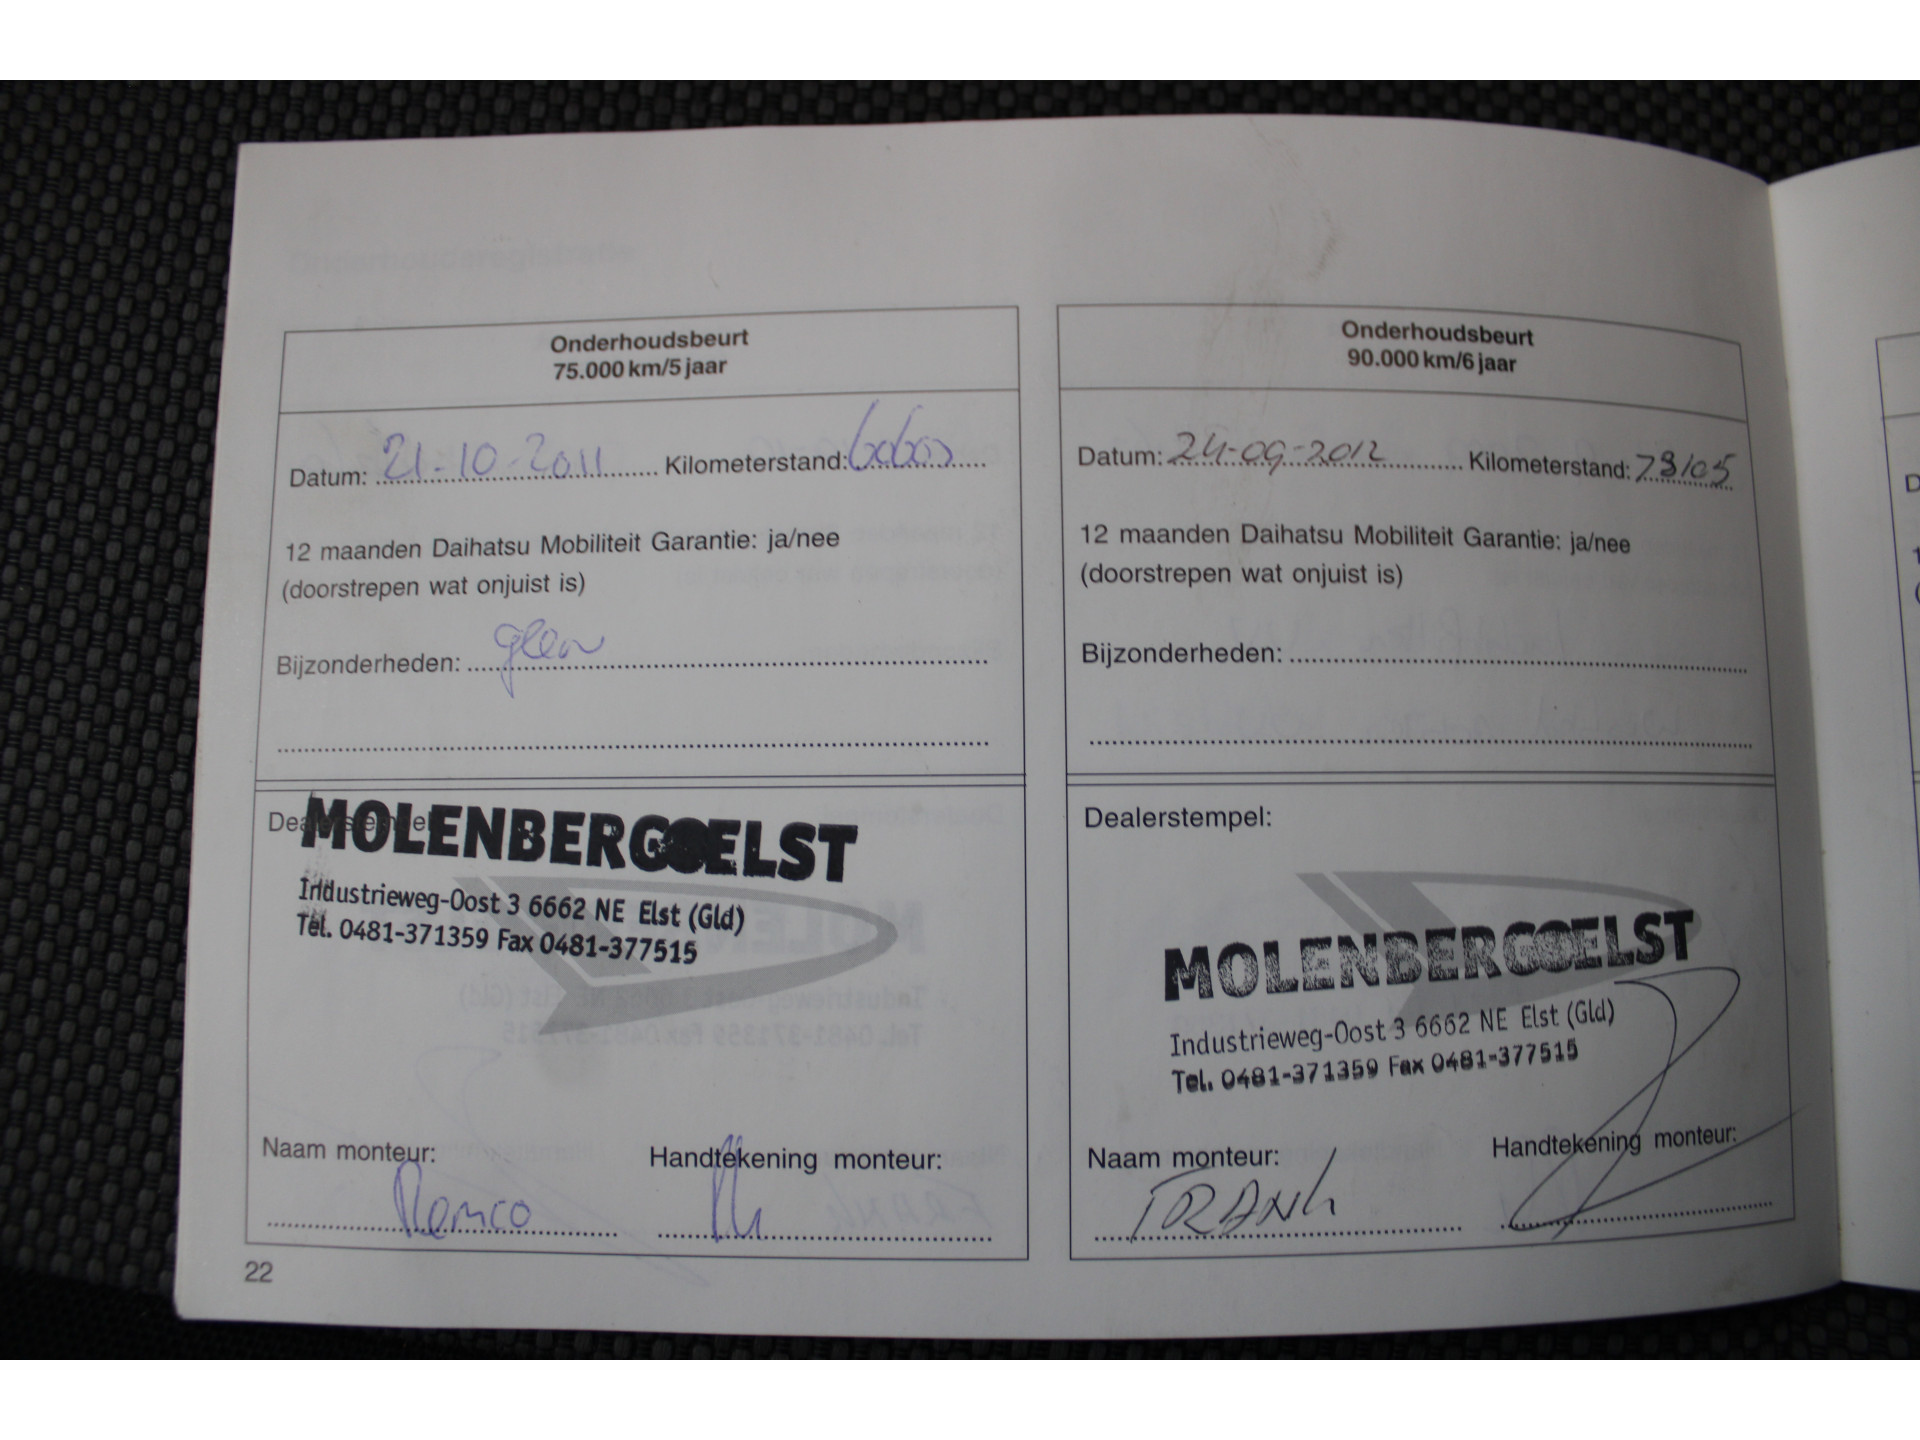 Onderhoudsbeurt
75.000 km/5 jaar
Datum: 21-10-2011 Kilometerstand:
12 maanden Daihatsu Mobiliteit Garantie: ja/nee
(doorstrepen wat onjuist is)
Bijzonderheden: geen
Dealerstempel:
MOLENBERG ELST
Industrieweg-Oost 3 6662 NE Elst (Gld)
Tel. 0481-371359 Fax 0481-377515
Naam monteur: Handtekening monteur:
Remco
22
Onderhoudsbeurt
90.000 km/6 jaar
Datum: 24-09-2012 Kilometerstand: 78105
12 maanden Daihatsu Mobiliteit Garantie: ja/nee
(doorstrepen wat onjuist is)
Bijzonderheden:
Dealerstempel:
MOLENBERG ELST
Industrieweg-Oost 3 6662 NE Elst (Gld)
Tel. 0481-371359 Fax 0481-377515
Naam monteur: Handtekening monteur:
FRANK